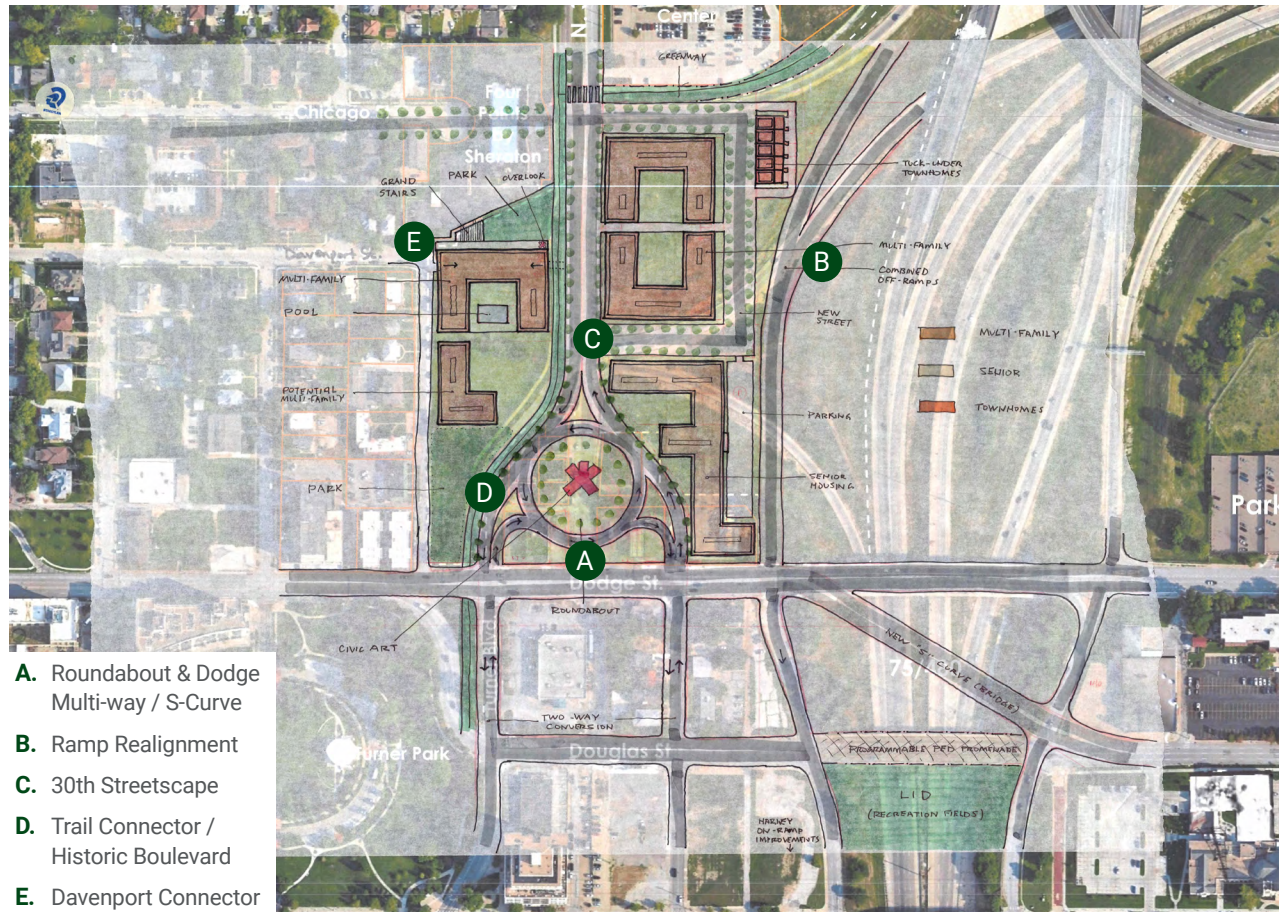 Center
N
GREENWAY
Chicago
Four
Sheraton
GRAND
STAIRS
PARK
OVERLOOK
TUCK-UNDER
TOWNHOMES
E
Davenport St.
B
MULTI-FAMILY
COMBINED
OFF-RAMPS
MULTI-FAMILY
POOL
NEW
STREET
C
MULTI-FAMILY
SENIOR
TOWNHOMES
POTENTIAL
MULTI-FAMILY
PARKING
PARK
D
SENIOR
HOUSING
Park
A
Dodge St
ROUNDABOUT
CIVIC ART
NEW "S" CURVE (BRIDGE)
75/
TWO-WAY
CONVERSION
Turner Park
Douglas St
PROGRAMMABLE PED PROMENADE
LID
(RECREATION FIELDS)
HARNEY
ON-RAMP
IMPROVEMENTS
A. Roundabout & Dodge
Multi-way / S-Curve
B. Ramp Realignment
C. 30th Streetscape
D. Trail Connector /
Historic Boulevard
E. Davenport Connector